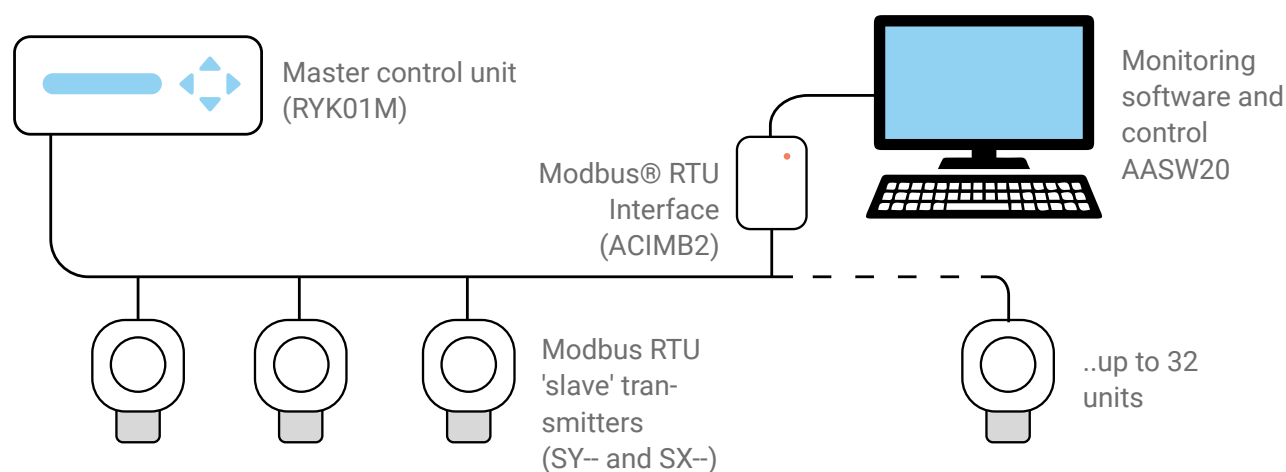 Master control unit
(RYK01M)
Monitoring
software and
control
AASW20
Modbus® RTU
Interface
(ACIMB2)
Modbus RTU
'slave' tran-
smitters
(SY-- and SX--)
..up to 32
units